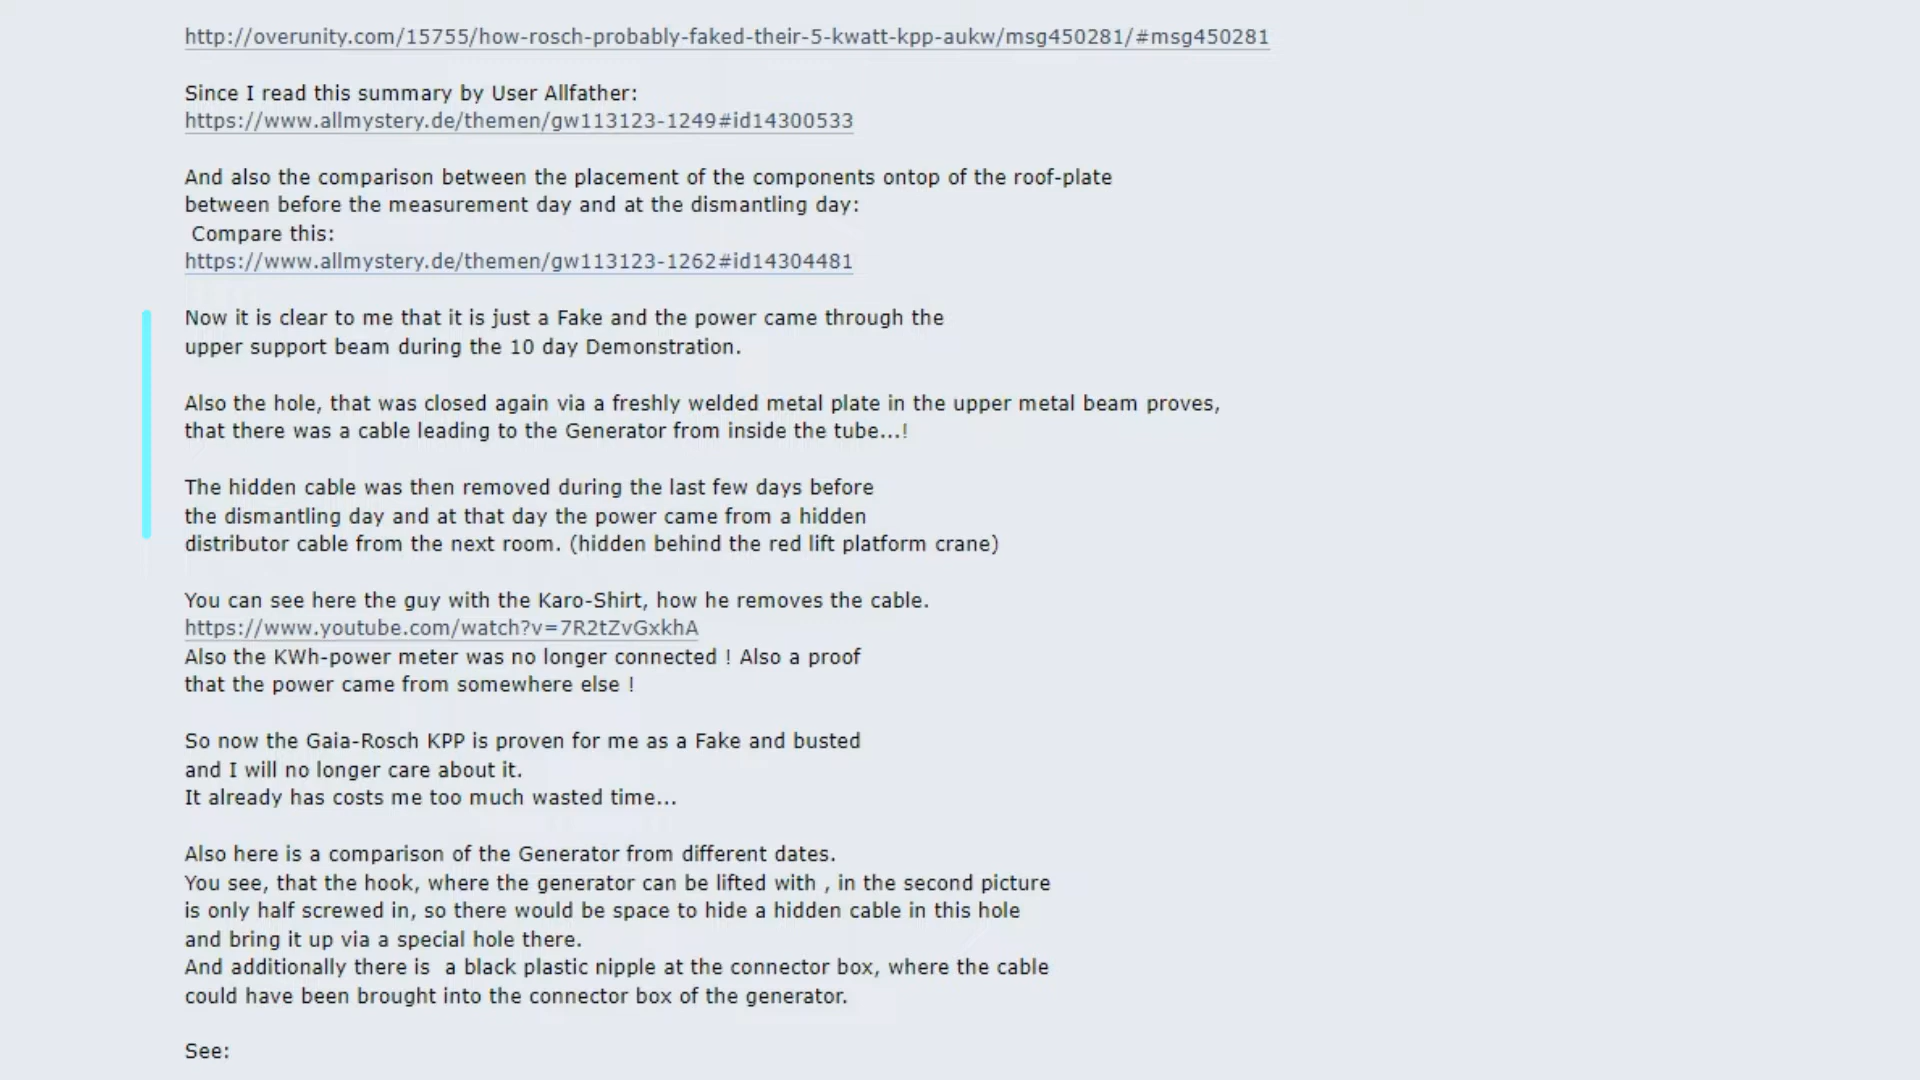 http://overunity.com/15755/how-rosch-probably-faked-their-5-kwatt-kpp-aukw/msg450281/#msg450281
Since I read this summary by User Allfather:
https://www.allmystery.de/themen/gw113123-1249#id14300533
And also the comparison between the placement of the components ontop of the roof-plate
between before the measurement day and at the dismantling day:
Compare this:
https://www.allmystery.de/themen/gw113123-1262#id14304481
Now it is clear to me that it is just a Fake and the power came through the
upper support beam during the 10 day Demonstration.
Also the hole, that was closed again via a freshly welded metal plate in the upper metal beam proves,
that there was a cable leading to the Generator from inside the tube...!
The hidden cable was then removed during the last few days before
the dismantling day and at that day the power came from a hidden
distributor cable from the next room. (hidden behind the red lift platform crane)
You can see here the guy with the Karo-Shirt, how he removes the cable.
https://www.youtube.com/watch?v=7R2tZvGxkhA
Also the KWh-power meter was no longer connected ! Also a proof
that the power came from somewhere else !
So now the Gaia-Rosch KPP is proven for me as a Fake and busted
and I will no longer care about it.
It already has costs me too much wasted time...
Also here is a comparison of the Generator from different dates.
You see, that the hook, where the generator can be lifted with , in the second picture
is only half screwed in, so there would be space to hide a hidden cable in this hole
and bring it up via a special hole there.
And additionally there is  a black plastic nipple at the connector box, where the cable
could have been brought into the connector box of the generator.
See: